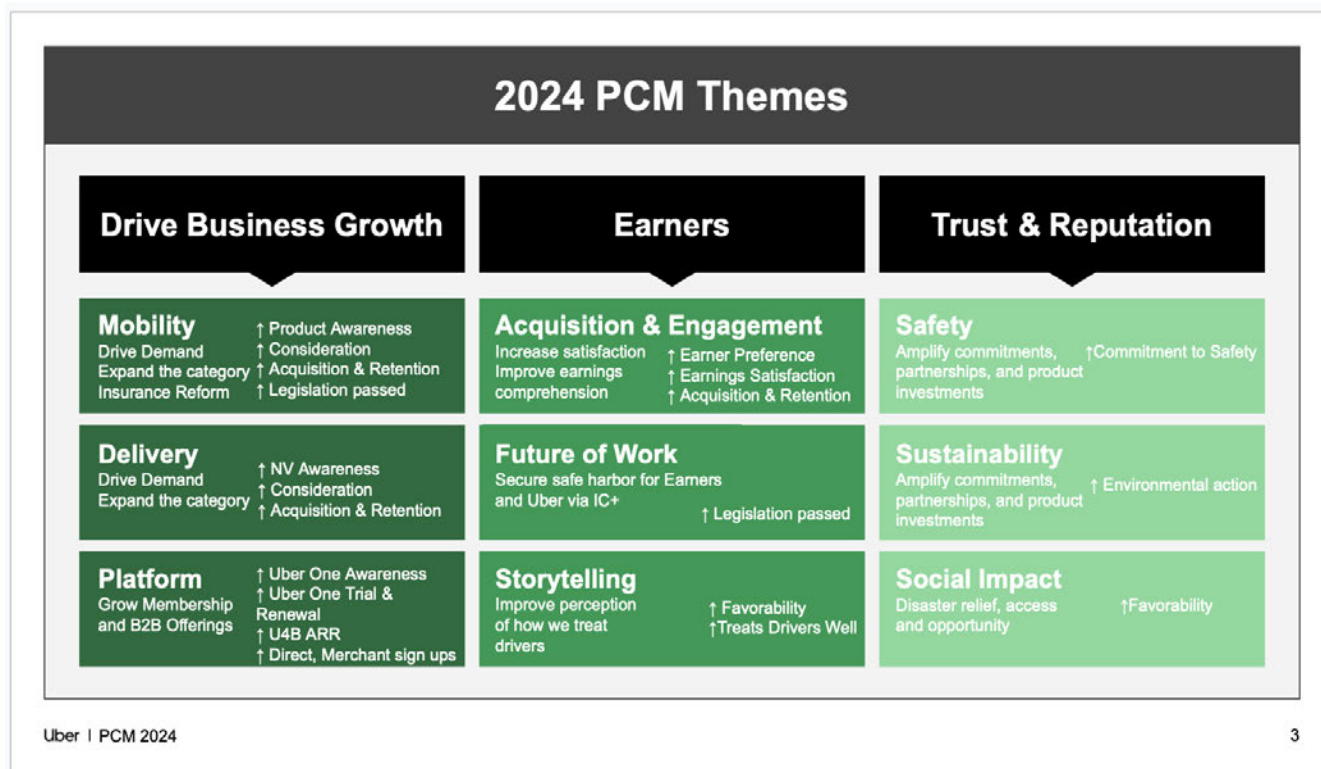 2024 PCM Themes
Drive Business Growth
Mobility
Drive Demand
Expand the category
Insurance Reform
↑ Product Awareness
↑ Consideration
↑ Acquisition & Retention
↑ Legislation passed
Delivery
Drive Demand
Expand the category
↑ NV Awareness
↑ Consideration
↑ Acquisition & Retention
Platform
Grow Membership
and B2B Offerings
↑ Uber One Awareness
↑ Uber One Trial &
Renewal
↑ U4B ARR
↑ Direct, Merchant sign ups
Earners
Acquisition & Engagement
Increase satisfaction
Improve earnings
comprehension
↑ Earner Preference
↑ Earnings Satisfaction
↑ Acquisition & Retention
Future of Work
Secure safe harbor for Earners
and Uber via IC+
↑ Legislation passed
Storytelling
Improve perception
of how we treat
drivers
↑ Favorability
↑Treats Drivers Well
Trust & Reputation
Safety
Amplify commitments,
partnerships, and product
investments
↑Commitment to Safety
Sustainability
Amplify commitments,
partnerships, and product
investments
↑ Environmental action
Social Impact
Disaster relief, access
and opportunity
↑Favorability
Uber | PCM 2024
3